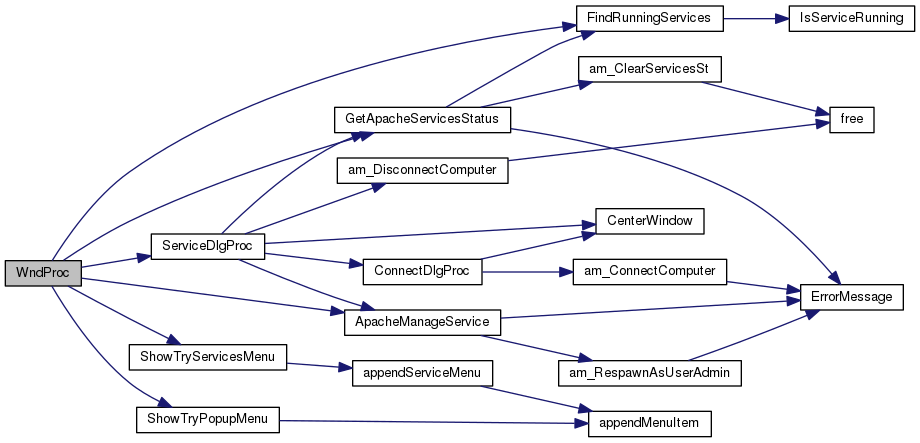 FindRunningServices
IsServiceRunning
am_ClearServicesSt
GetApacheServicesStatus
free
am_DisconnectComputer
CenterWindow
ServiceDlgProc
WndProc
ConnectDlgProc
am_ConnectComputer
ErrorMessage
ApacheManageService
ShowTryServicesMenu
appendServiceMenu
am_RespawnAsUserAdmin
ShowTryPopupMenu
appendMenuItem